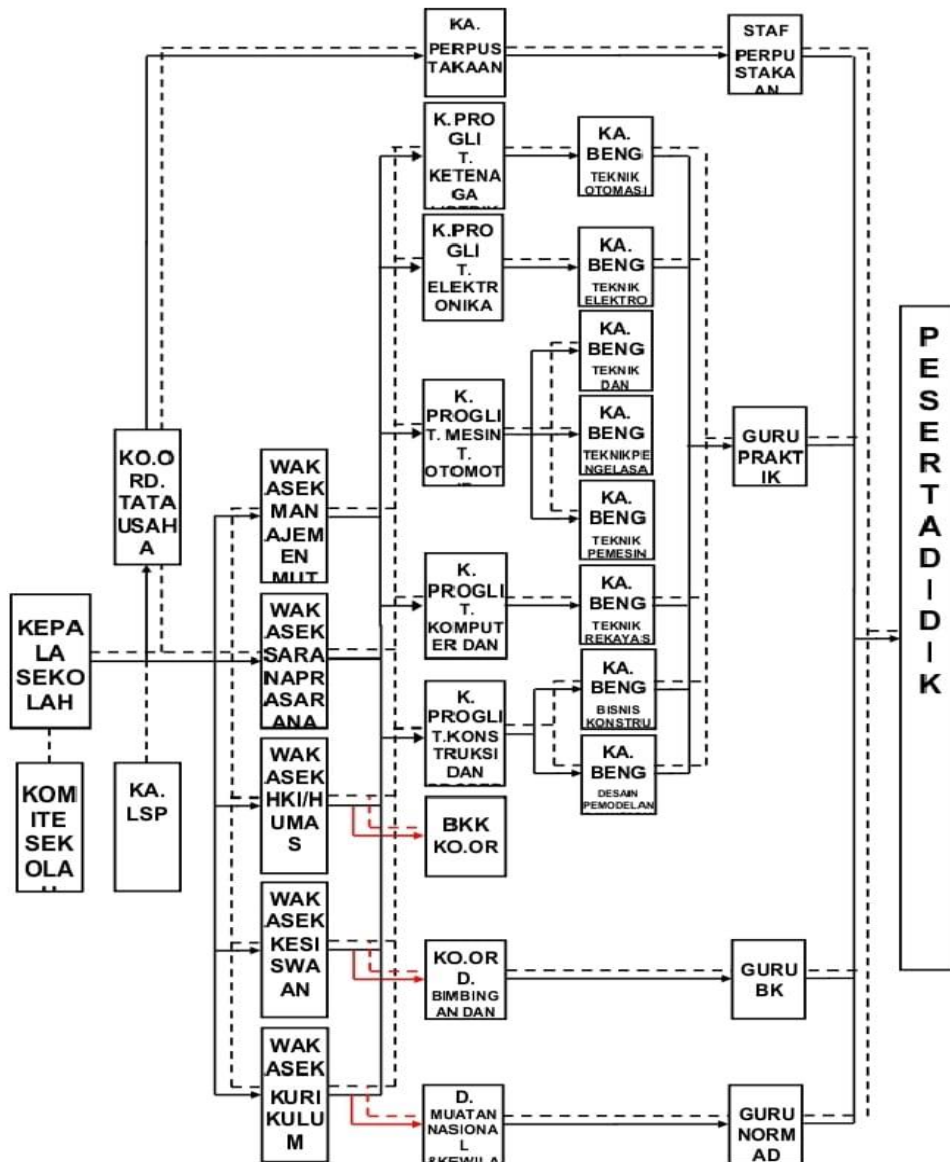 KA.
PERPUS
TAKAAN
STAF
PERPU
STAKA
AN
K.PRO
GLI
T.
KETENA
GA
LISTRIK
KA.
BENG
TEKNIK
OTOMASI
K.PRO
GLI
T.
ELEKTR
ONIKA
KA.
BENG
TEKNIK
ELEKTRO
KA.
BENG
TEKNIK
DAN
K.
PROGLI
T. MESIN
T.
OTOMOT
KA.
BENG
TEKNIKPE
NGELASA
KA.
BENG
TEKNIK
PEMESIN
GURU
PRAKT
IK
KO.O
RD.
TATA
USAH
A
WAK
ASEK
MAN
AJEM
EN
MUT
K.
PROGLI
T.
KOMPUT
ER DAN
KA.
BENG
TEKNIK
REKAYAS
KEPA
LA
SEKO
LAH
WAK
ASEK
SARA
NAPR
ASAR
ANA
K.
PROGLI
T.KONS
TRUKSI
DAN
KA.
BENG
BISNIS
KONSTRU
KA.
BENG
DESAIN
PEMODELAN
KOM
ITE
SEK
OLA
KA.
LSP
WAK
ASEK
HKI/H
UMA
S
BKK
KO.OR
WAK
ASEK
KESI
SWA
AN
KO.OR
D.
BIMBING
AN DAN
GURU
BK
WAK
ASEK
KURI
KULUM
D.
MUATAN
NASIONA
L
&KEWILA
GURU
NORM
AD
P
E
S
E
R
T
A
D
I
D
I
K